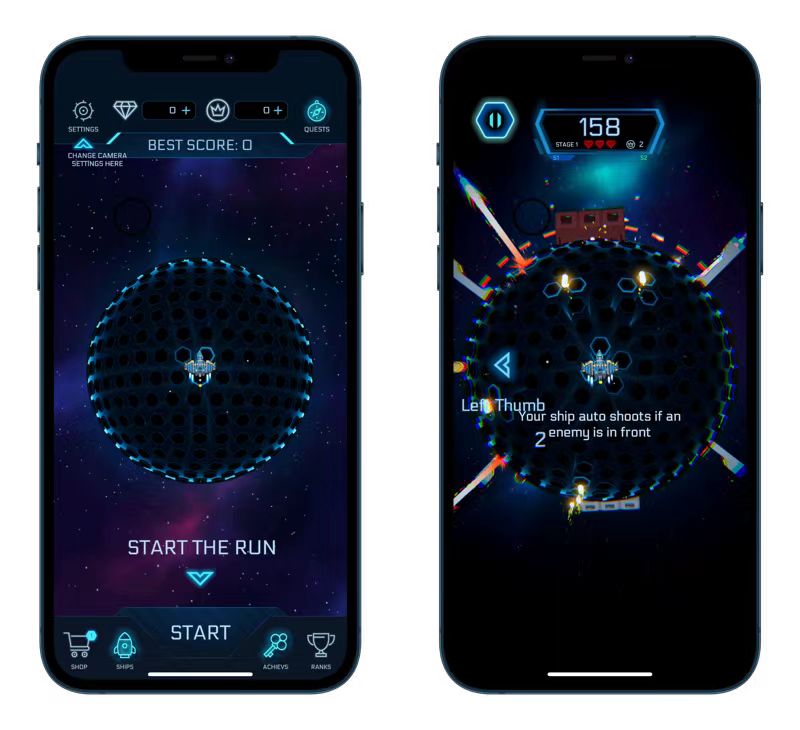 0 +
0 +
SETTINGS
QUESTS
BEST SCORE: 0
CHANGE CAMERA
SETTINGS HERE
START THE RUN
START
SHOP
SHIPS
ACHIEVS
RANKS
158
STAGE 1
2
S1
S2
Left Thumb
Your ship auto shoots if an
enemy is in front
2